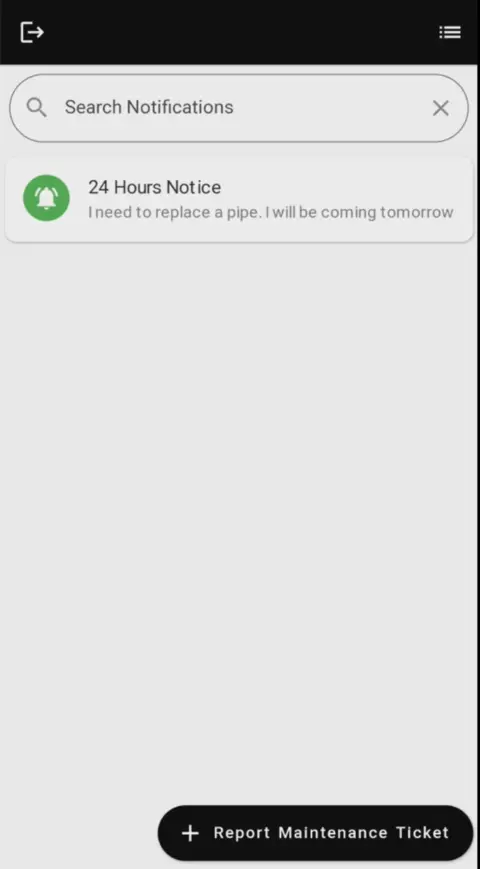 Search Notifications
24 Hours Notice
I need to replace a pipe. I will be coming tomorrow
Report Maintenance Ticket